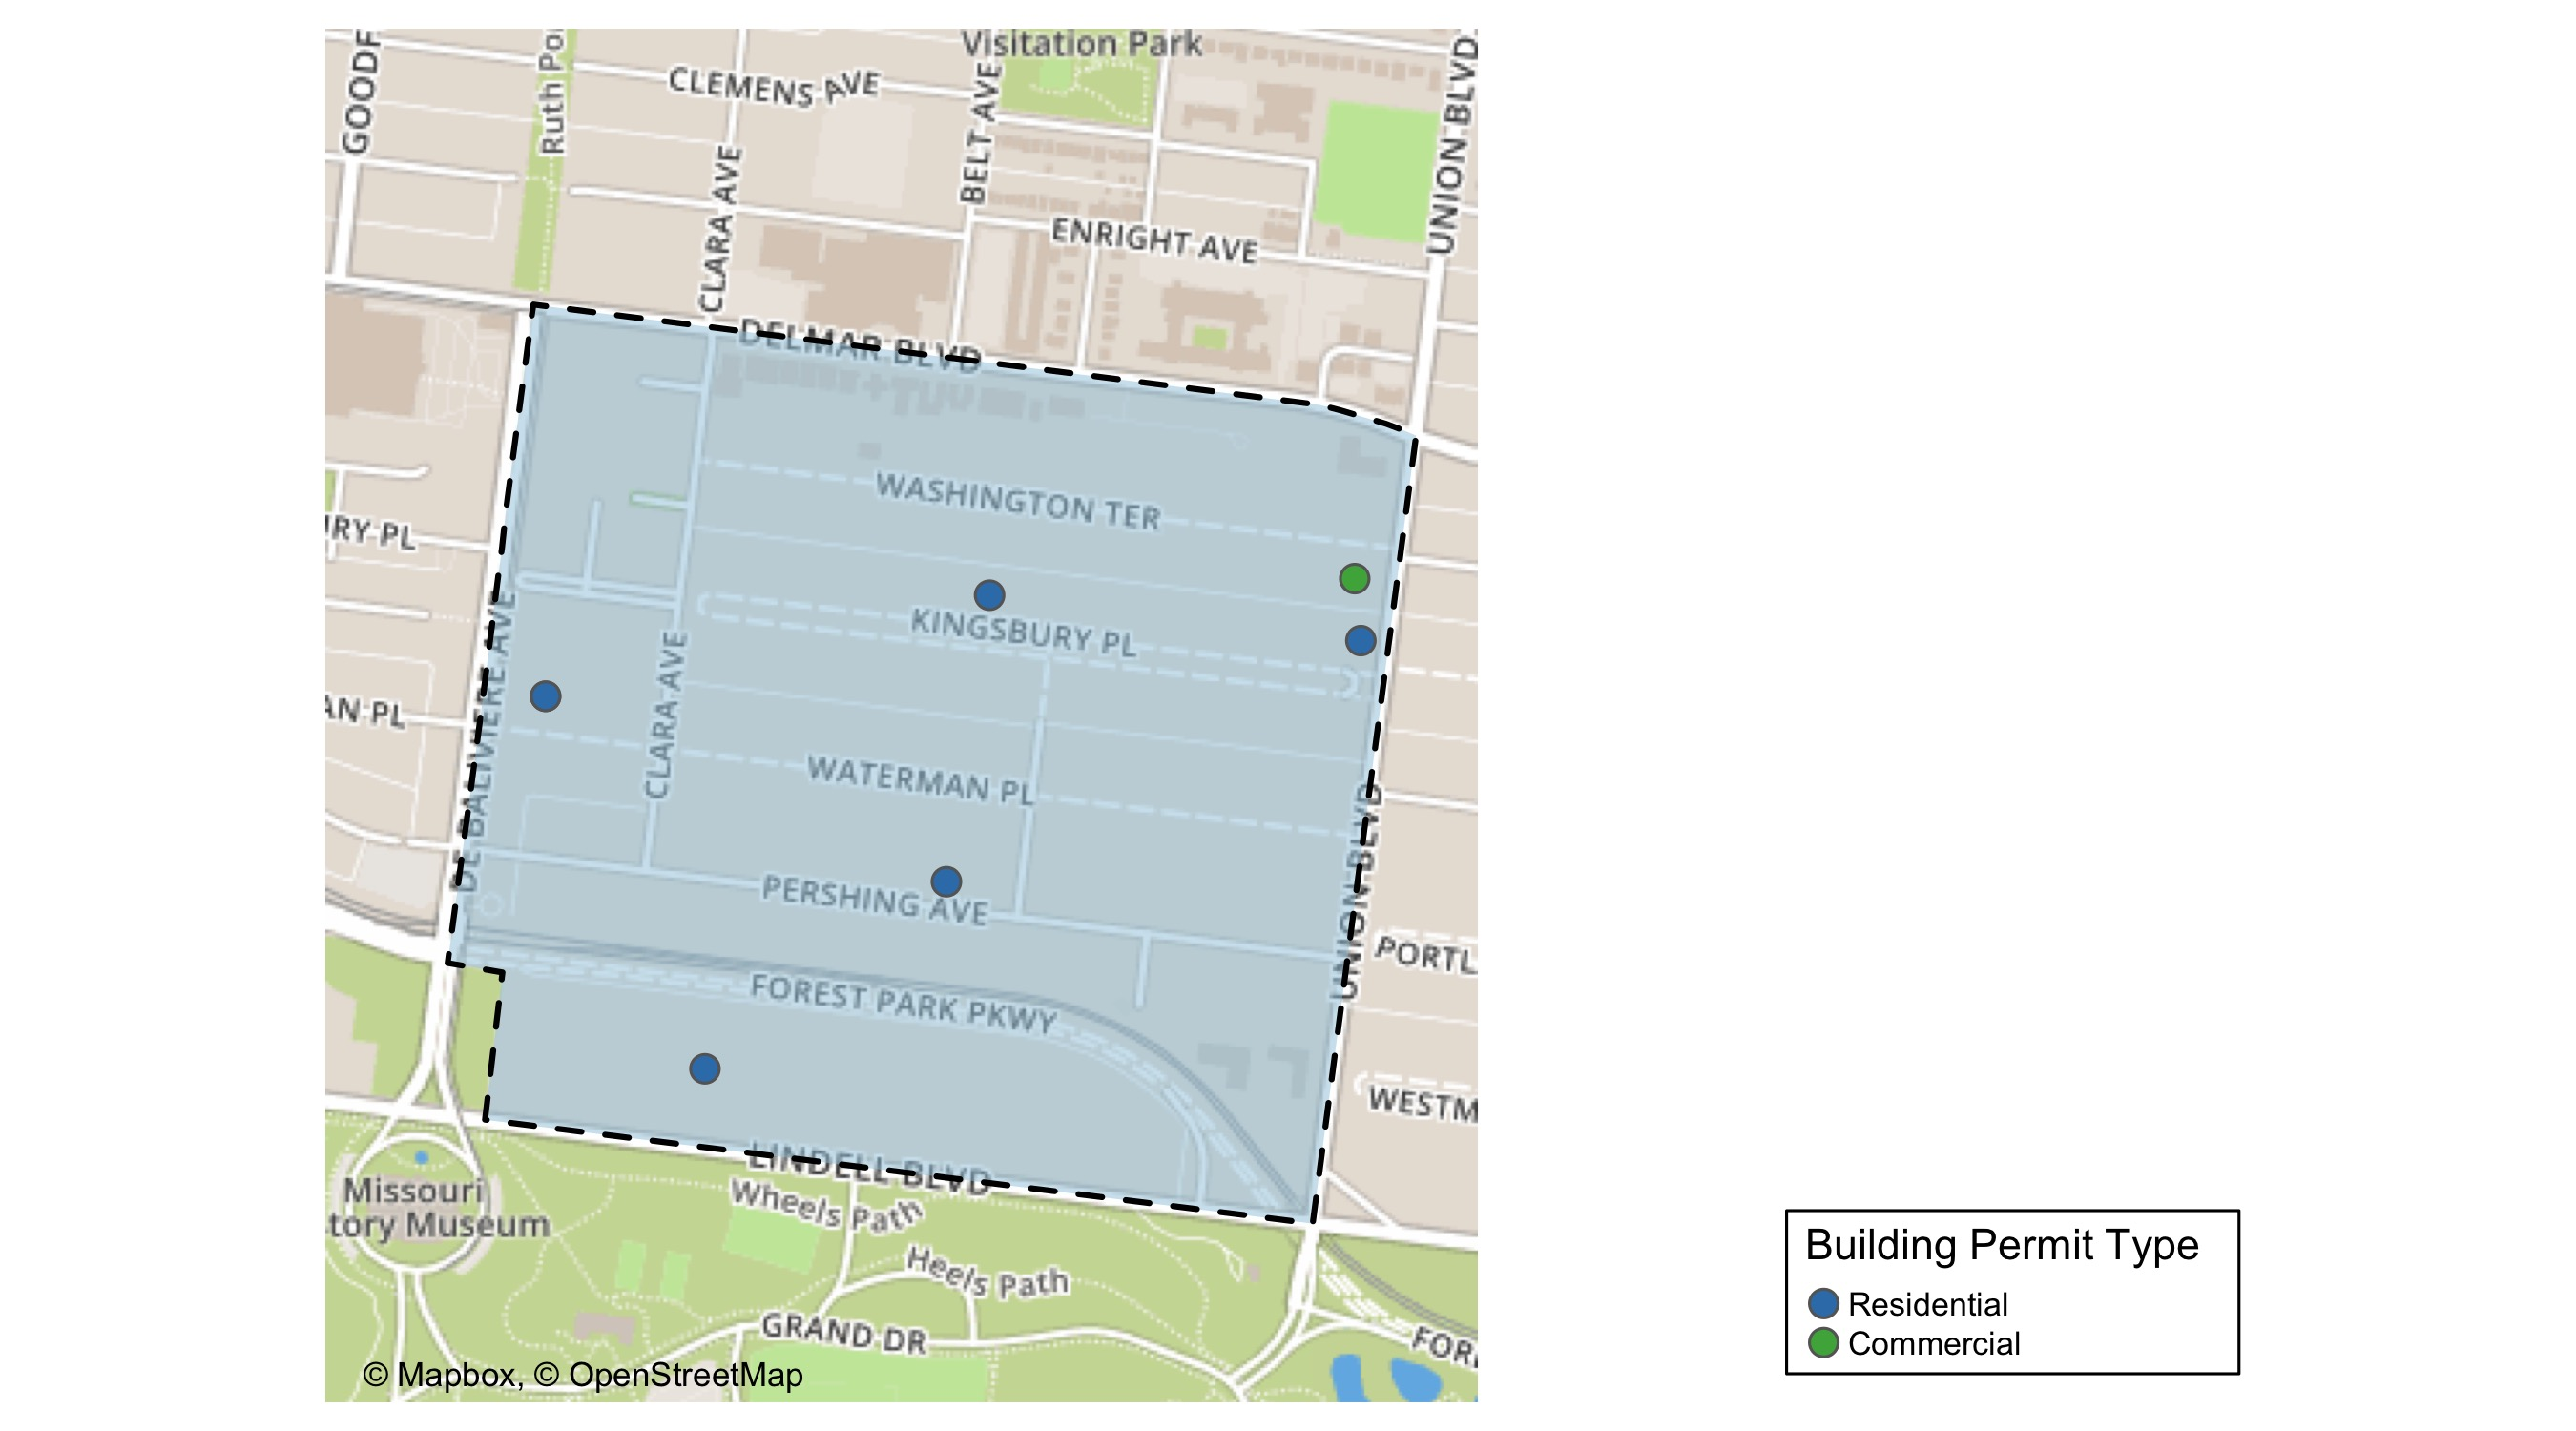 Visitation Park
GOODF
Ruth Po
CLEMENS AVE
CLARA AVE
BELT AVE
UNION BLVD
ENRIGHT AVE
DELMAR BLVD
WASHINGTON TER
URY PL
KINGSBURY PL
DE BALIVIERE AVE
CLARA AVE
AN PL
WATERMAN PL
UNION BLVD
PERSHING AVE
PORTL
FOREST PARK PKWY
WESTM
LINDELL BLVD
Missouri
tory Museum
Wheels Path
Heels Path
GRAND DR
FOR
© Mapbox, © OpenStreetMap
Building Permit Type
Residential
Commercial